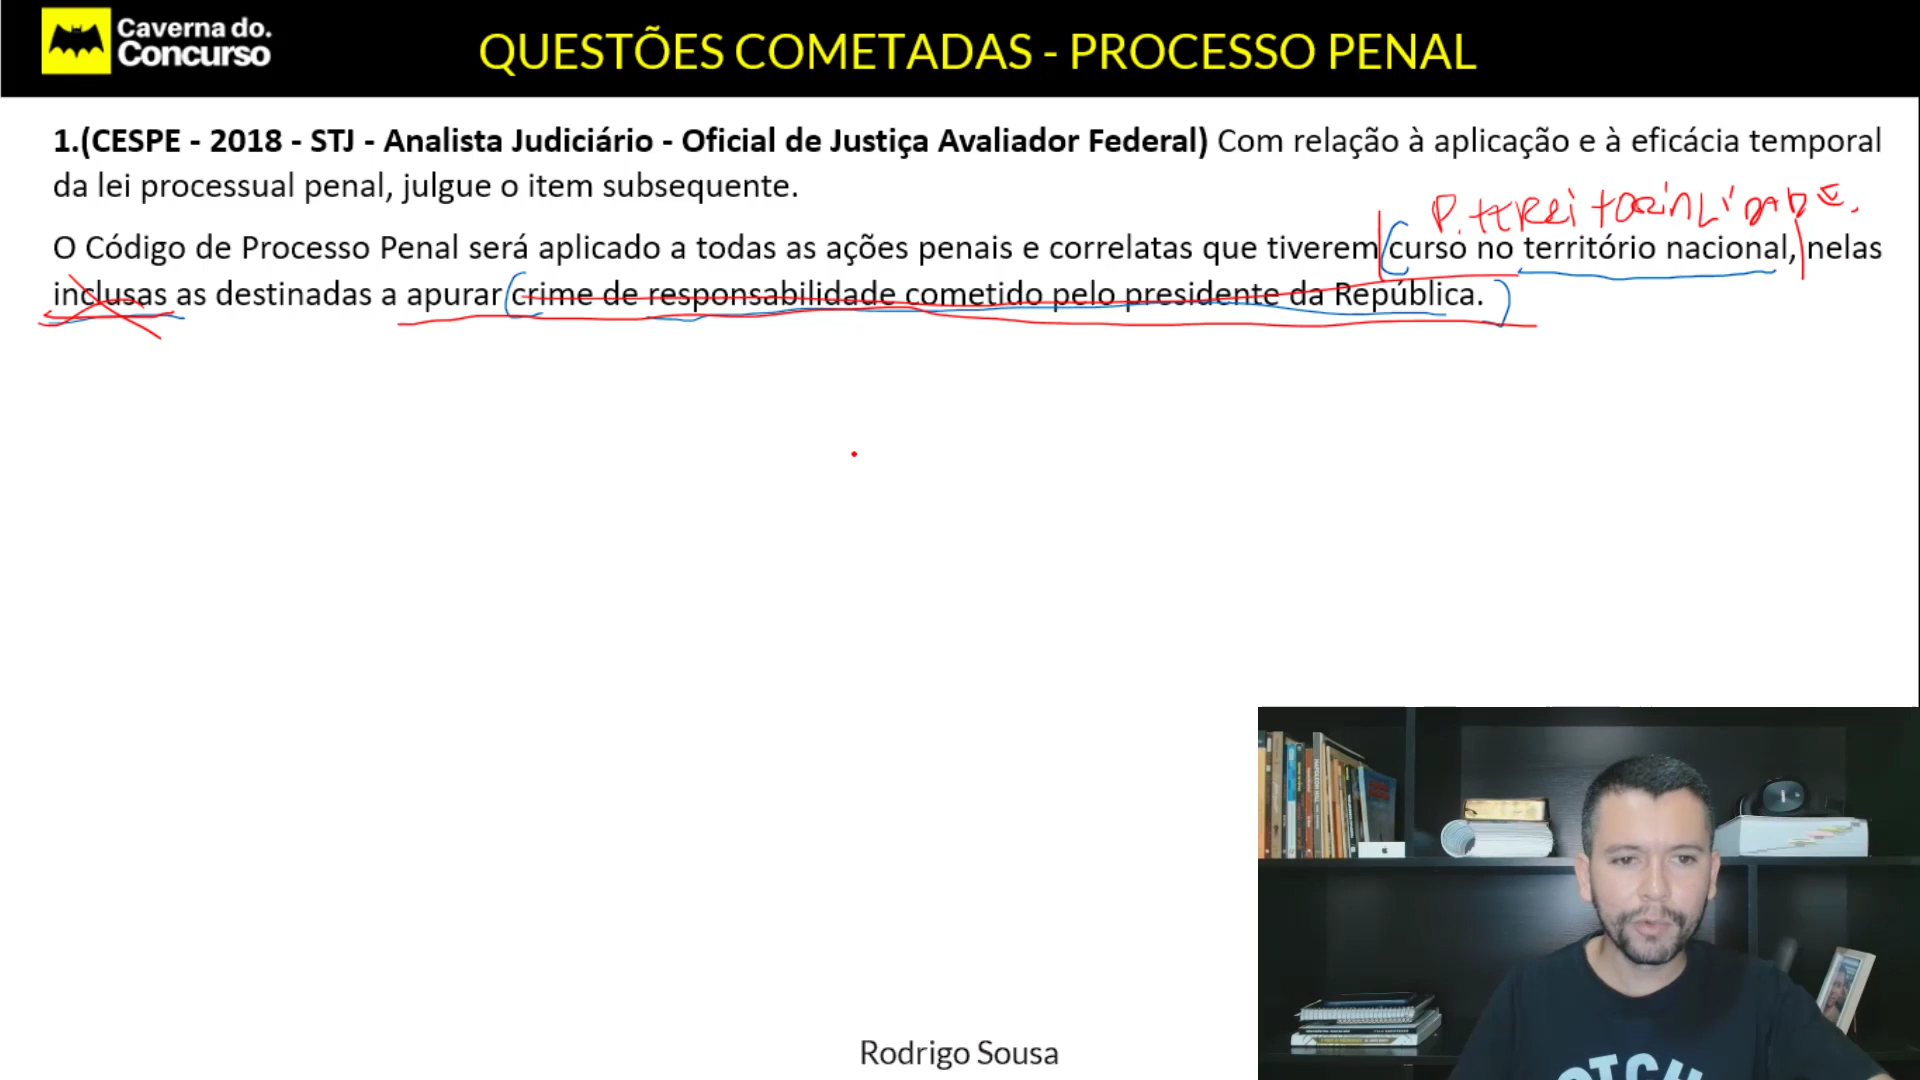 Caverna do.
Concurso
QUESTÕES COMETADAS - PROCESSO PENAL
1.(CESPE - 2018 - STJ - Analista Judiciário - Oficial de Justiça Avaliador Federal) Com relação à aplicação e à eficácia temporal
da lei processual penal, julgue o item subsequente.
P. territorialidade.
O Código de Processo Penal será aplicado a todas as ações penais e correlatas que tiverem curso no território nacional, nelas
inclusas as destinadas a apurar crime de responsabilidade cometido pelo presidente da República.
Rodrigo Sousa